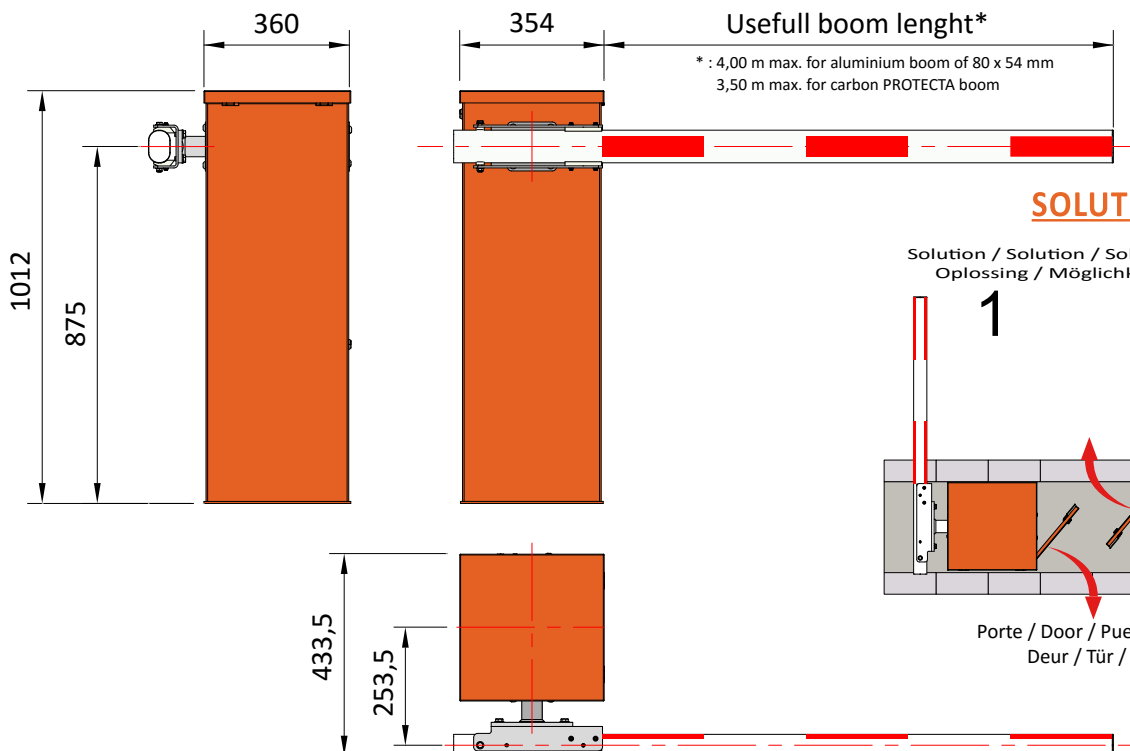 360
354
Usefull boom lenght*
* : 4,00 m max. for aluminium boom of 80 x 54 mm
3,50 m max. for carbon PROTECTA boom
1012
875
SOLUT
Solution / Solution / Sol
Oplossing / Möglichk
1
433,5
253,5
Porte / Door / Pue
Deur / Tür /